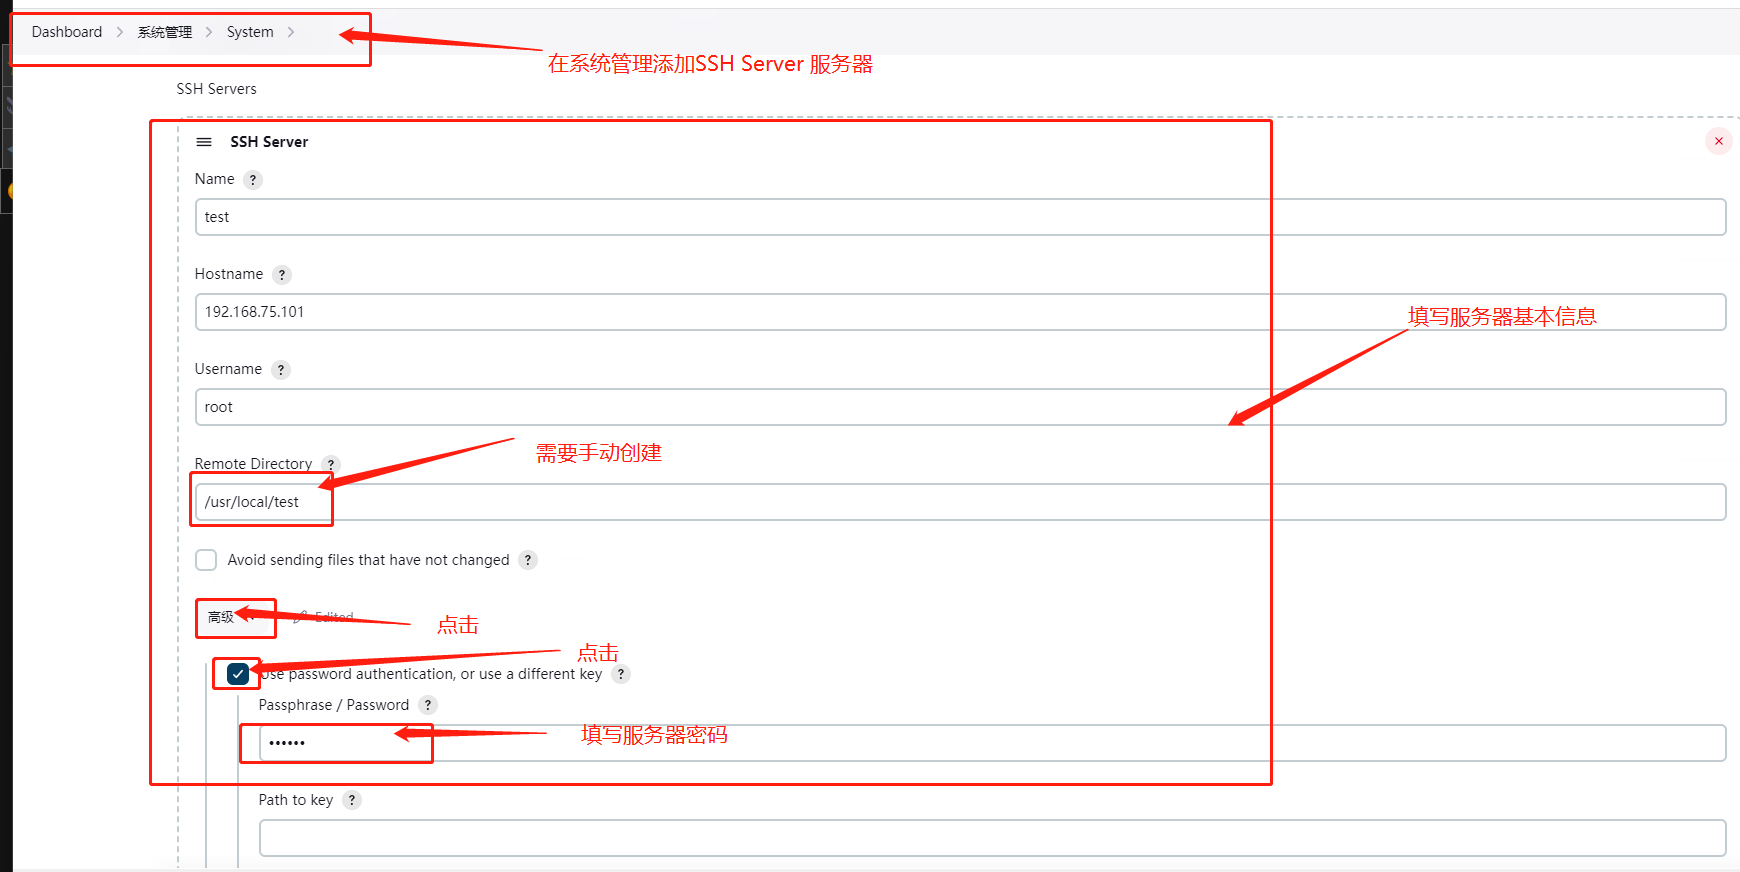 Dashboard > 系统管理 > System >
在系统管理添加SSH Server 服务器
SSH Servers
SSH Server
Name ?
test
Hostname ?
192.168.75.101
填写服务器基本信息
Username ?
root
需要手动创建
Remote Directory ?
/usr/local/test
Avoid sending files that have not changed ?
高级 Edited
点击
点击
Use password authentication, or use a different key ?
Passphrase / Password ?
填写服务器密码
••••••
Path to key ?